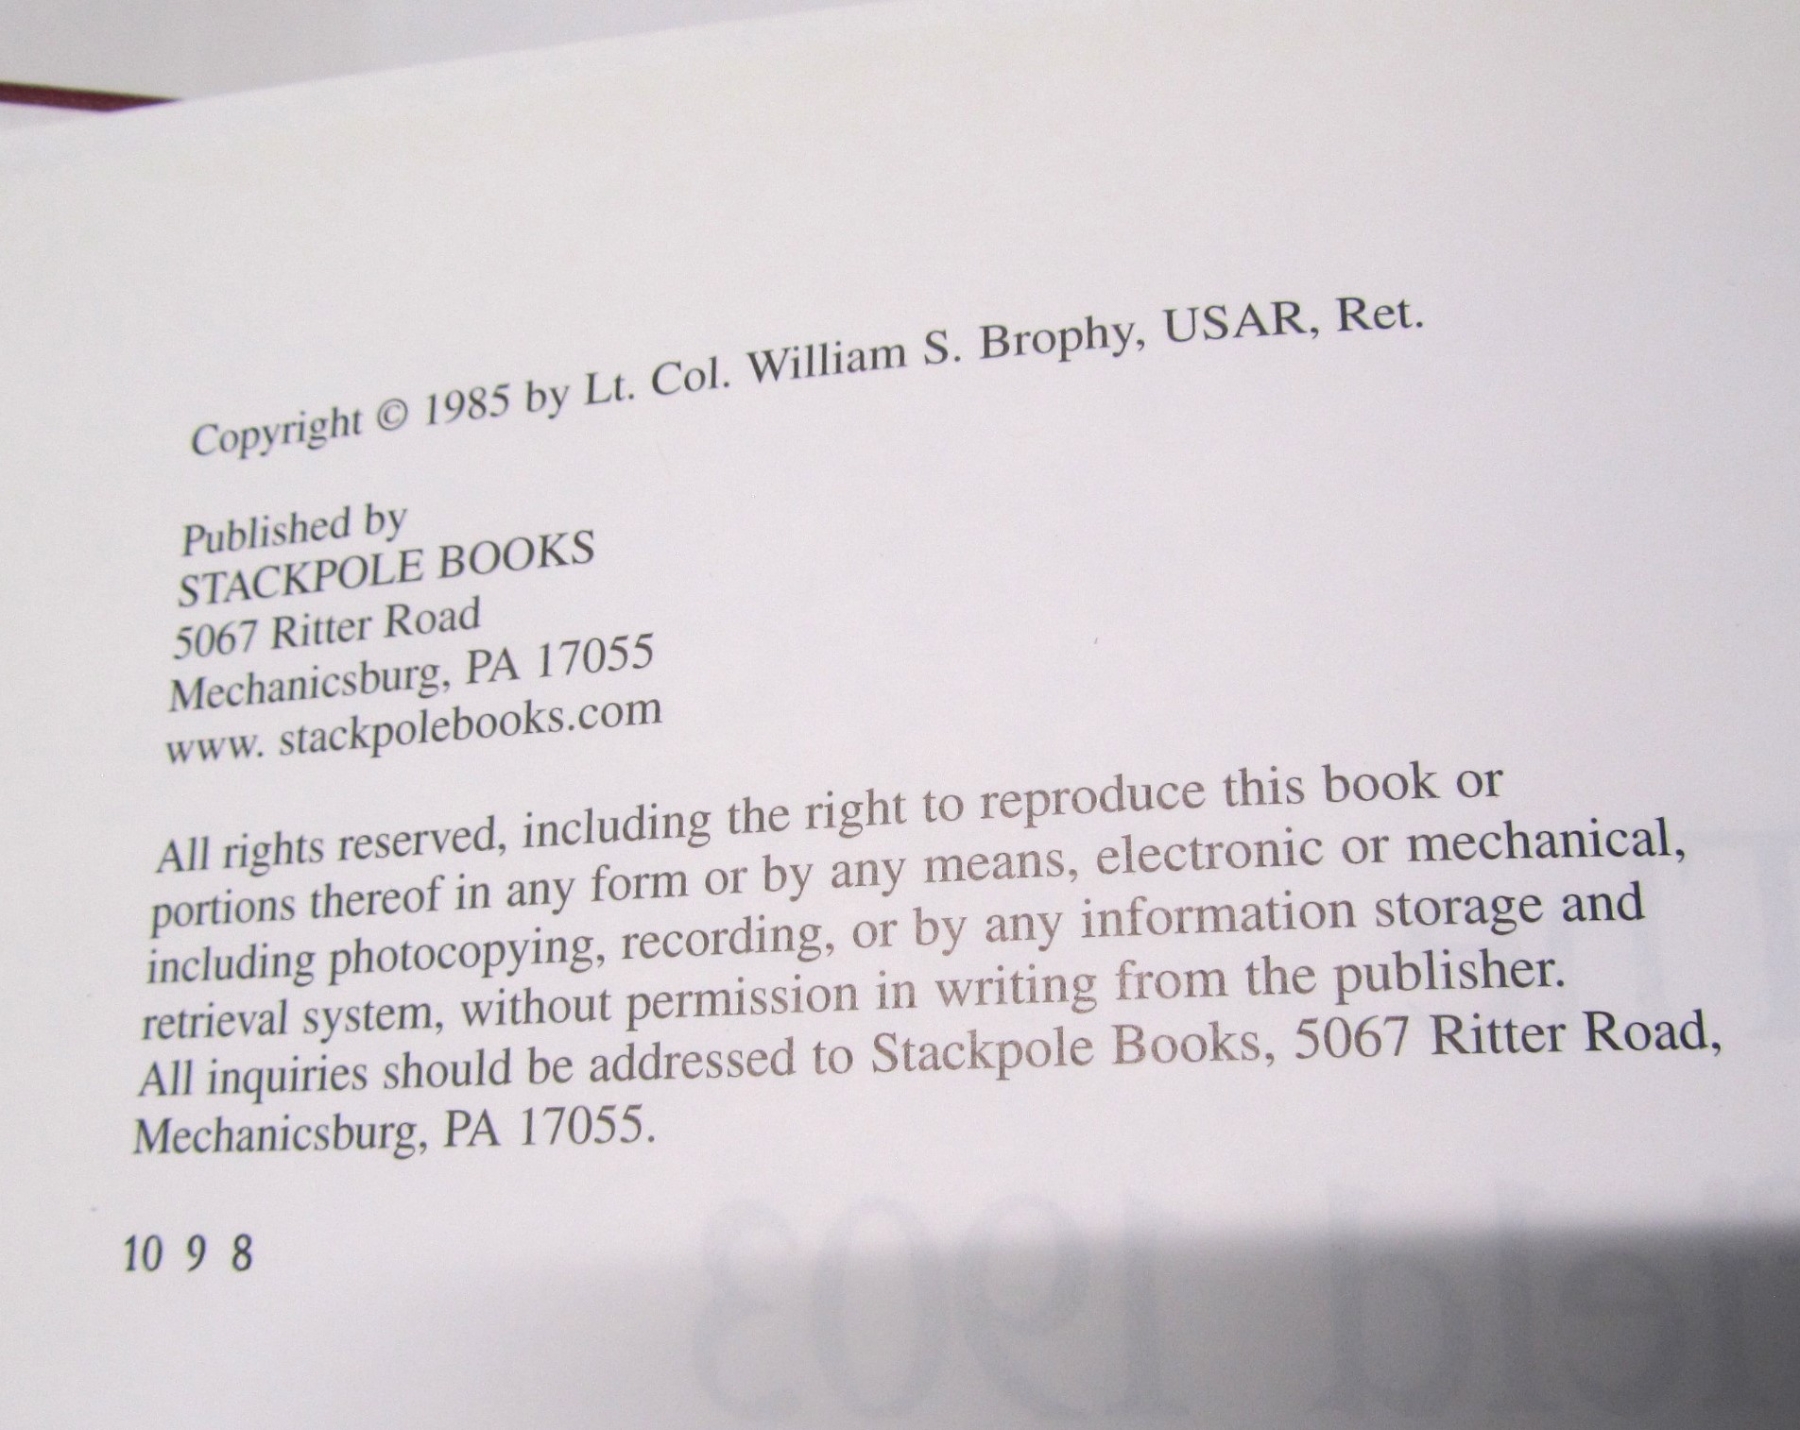 Copyright © 1985 by Lt. Col. William S. Brophy, USAR, Ret.
Published by
STACKPOLE BOOKS
5067 Ritter Road
Mechanicsburg, PA 17055
www. stackpolebooks.com
All rights reserved, including the right to reproduce this book or
portions thereof in any form or by any means, electronic or mechanical,
including photocopying, recording, or by any information storage and
retrieval system, without permission in writing from the publisher.
All inquiries should be addressed to Stackpole Books, 5067 Ritter Road,
Mechanicsburg, PA 17055.
10 9 8